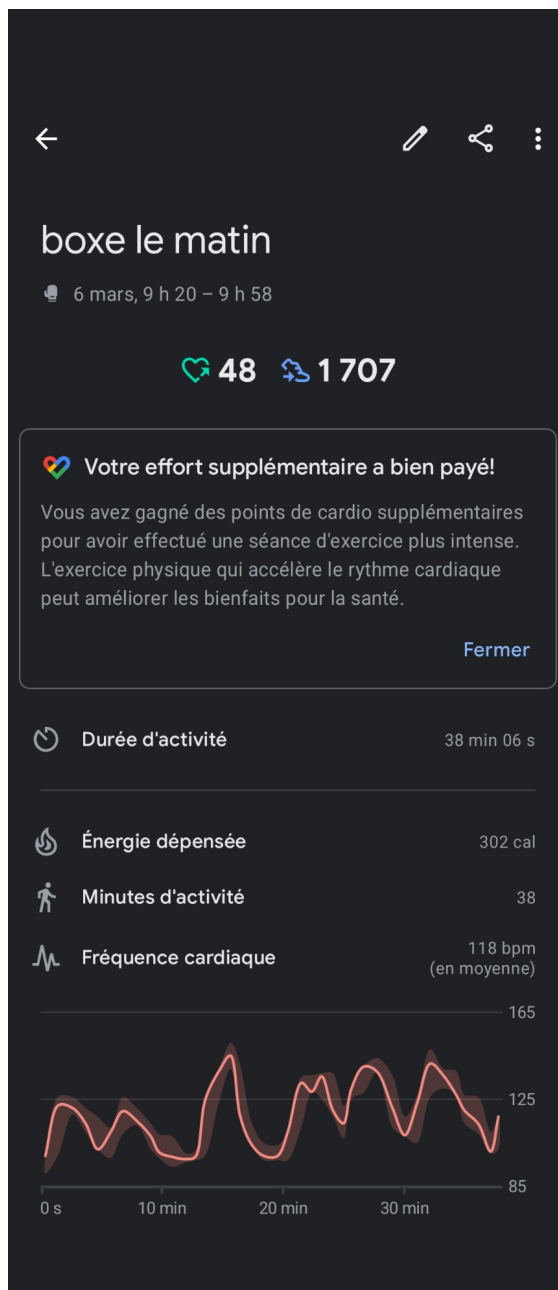 boxe le matin
6 mars, 9 h 20 – 9 h 58
48 1 707
Votre effort supplémentaire a bien payé!
Vous avez gagné des points de cardio supplémentaires
pour avoir effectué une séance d'exercice plus intense.
L'exercice physique qui accélère le rythme cardiaque
peut améliorer les bienfaits pour la santé.
Fermer
Durée d'activité 38 min 06 s
Énergie dépensée 302 cal
Minutes d'activité 38
Fréquence cardiaque 118 bpm
(en moyenne)
165
125
85
0 s 10 min 20 min 30 min